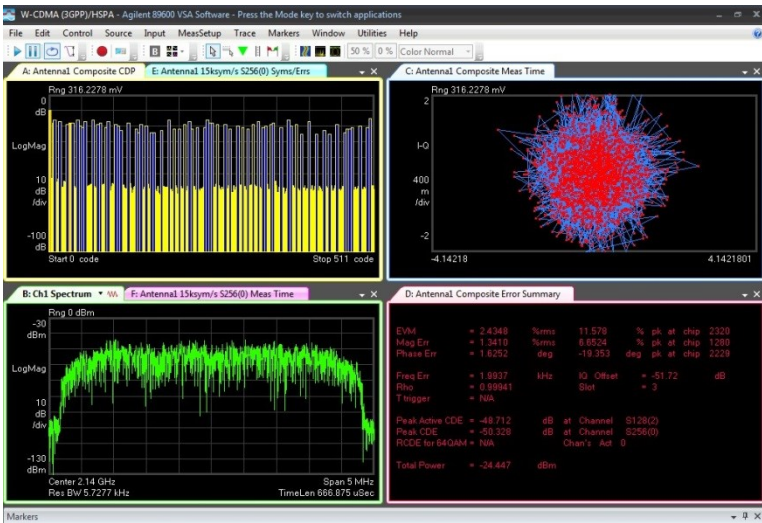 W-CDMA (3GPP)/HSPA - Agilent 89600 VSA Software - Press the Mode key to switch applications
File Edit Control Source Input MeasSetup Trace Markers Window Utilities Help
50 % 0 % Color Normal
A: Antenna1 Composite CDP E: Antenna1 15ksym/s S256(0) Syms/Errs
Rng 316.2278 mV
0
dB
LogMag
10
dB
/div
-100
dB
Start 0 code Stop 511 code
C: Antenna1 Composite Meas Time
Rng 316.2278 mV
2
I-Q
400
m
/div
-2
-4.14218 4.1421801
B: Ch1 Spectrum F: Antenna1 15ksym/s S256(0) Meas Time
Rng 0 dBm
-30
dBm
LogMag
10
dB
/div
-130
dBm
Center 2.14 GHz Span 5 MHz
Res BW 5.7277 kHz TimeLen 666.875 uSec
D: Antenna1 Composite Error Summary
EVM = 2.4348 %rms 11.578 % pk at chip 2320
Mag Err = 1.3410 %rms 6.6524 % pk at chip 1280
Phase Err = 1.6252 deg -19.353 deg pk at chip 2229
Freq Err = 1.9937 kHz IQ Offset = -51.72 dB
Rho = 0.99941 Slot = 3
T trigger = N/A
Peak Active CDE = -48.712 dB at Channel S128(2)
Peak CDE = -50.328 dB at Channel S256(0)
RCDE for 64QAM = N/A Chan's Act 0
Total Power = -24.447 dBm
Markers